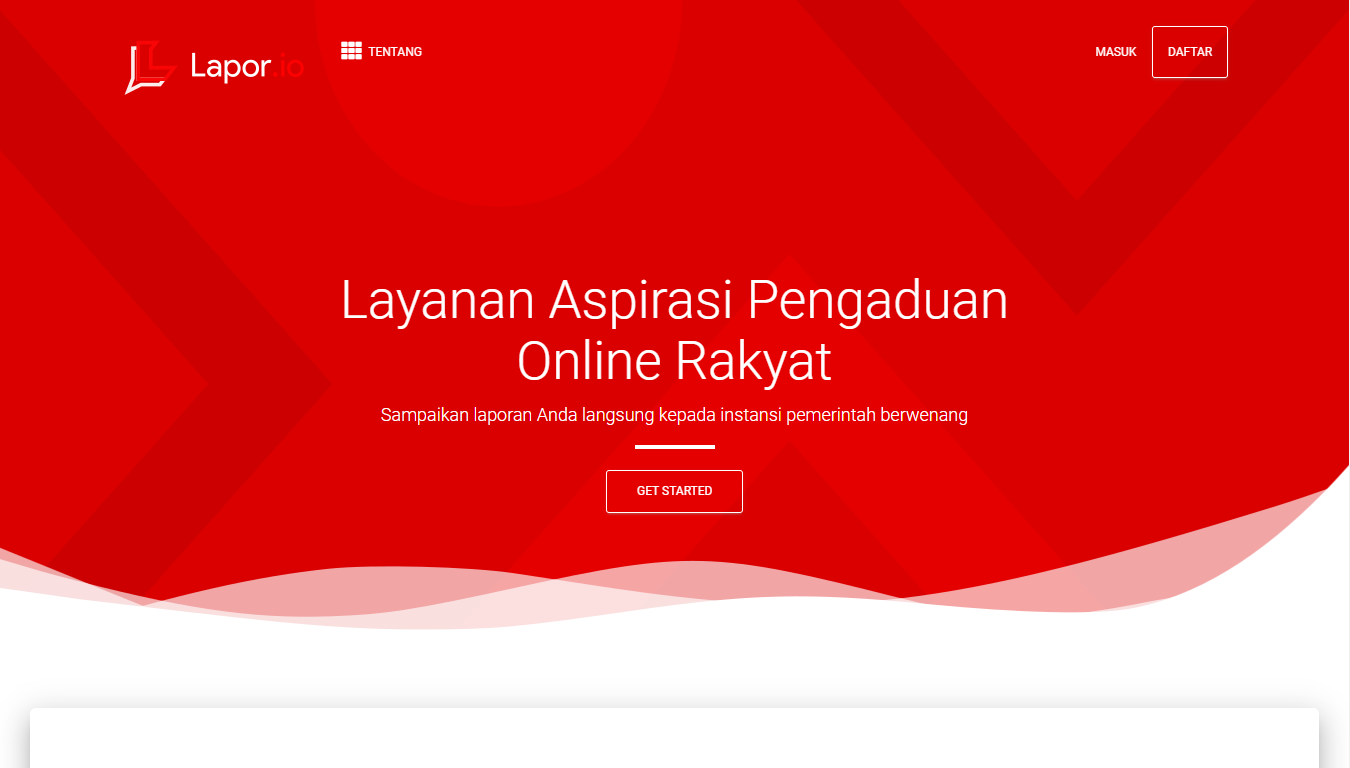 Lapor.io
TENTANG
MASUK
DAFTAR
Layanan Aspirasi Pengaduan
Online Rakyat
Sampaikan laporan Anda langsung kepada instansi pemerintah berwenang
GET STARTED